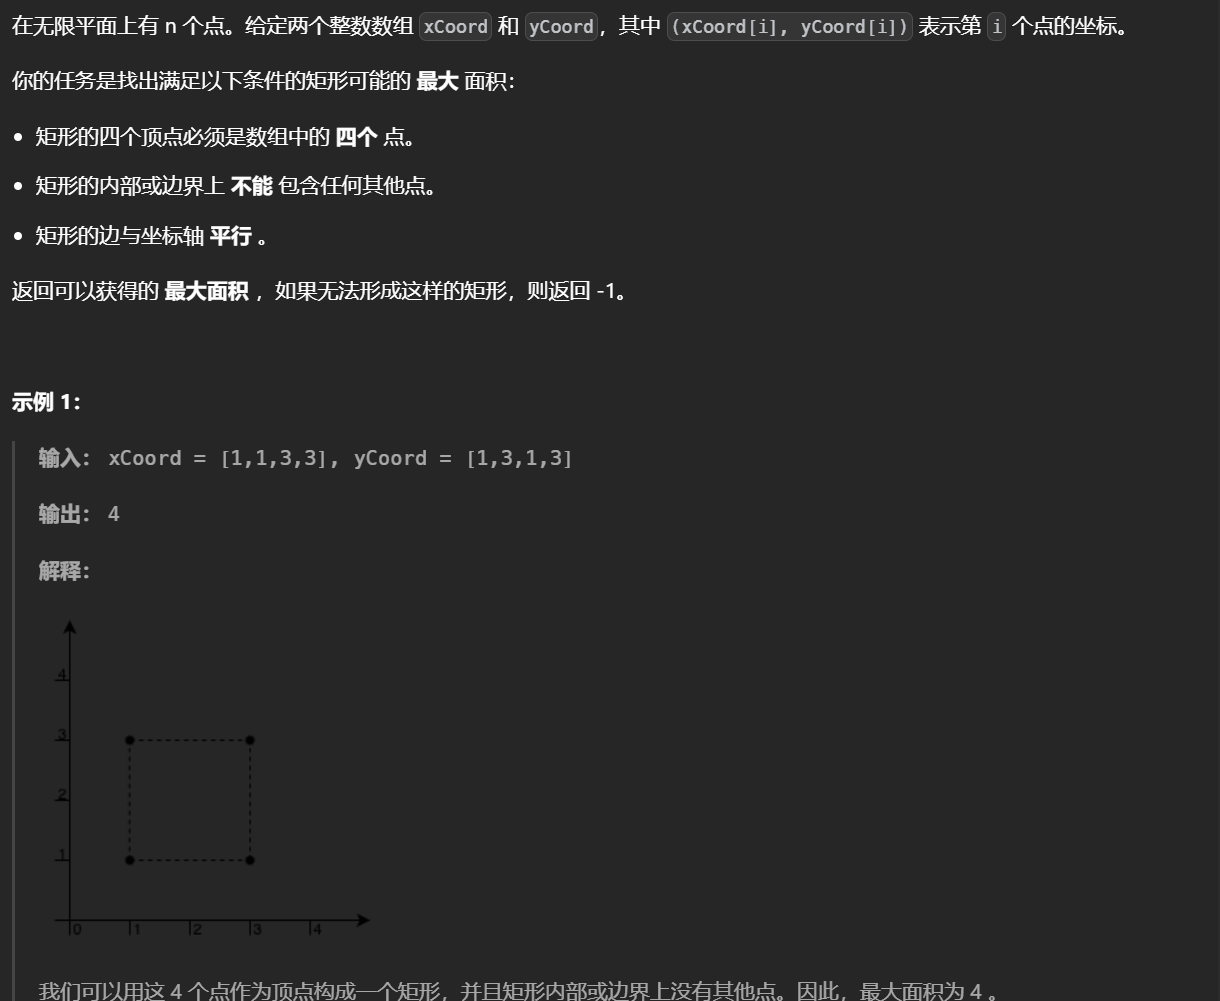 在无限平面上有 n 个点。给定两个整数数组 xCoord 和 yCoord，其中 (xCoord[i], yCoord[i]) 表示第 i 个点的坐标。
你的任务是找出满足以下条件的矩形可能的 最大 面积：
• 矩形的四个顶点必须是数组中的 四个 点。
• 矩形的内部或边界上 不能 包含任何其他点。
• 矩形的边与坐标轴 平行 。
返回可以获得的 最大面积 ，如果无法形成这样的矩形，则返回 -1。
示例 1：
输入： xCoord = [1,1,3,3], yCoord = [1,3,1,3]
输出： 4
解释：
4
3
2
1
0 1 2 3 4
我们可以用这 4 个点作为顶点构成一个矩形，并且矩形内部或边界上没有其他点。因此，最大面积为 4 。